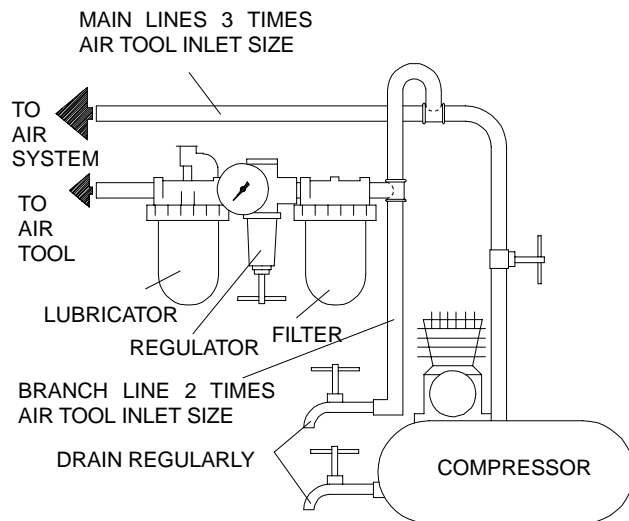 MAIN LINES 3 TIMES
AIR TOOL INLET SIZE
TO
AIR
SYSTEM
TO
AIR
TOOL
LUBRICATOR
REGULATOR
FILTER
BRANCH LINE 2 TIMES
AIR TOOL INLET SIZE
DRAIN REGULARLY
COMPRESSOR